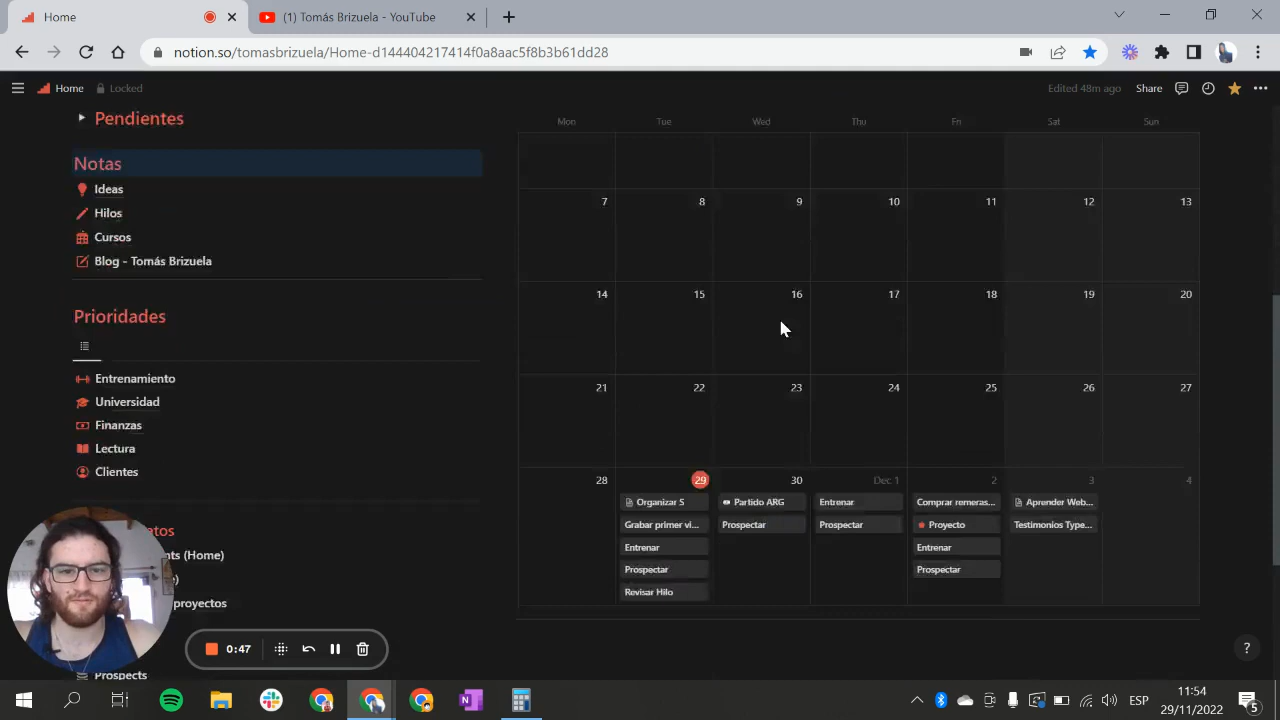 Home
(1) Tomás Brizuela - YouTube
notion.so/tomasbrizuela/Home-d144404217414f0a8aac5f8b3b61dd28
Home
Locked
Edited 48m ago
Share
Pendientes
Notas
Ideas
Hilos
Cursos
Blog - Tomás Brizuela
Prioridades
Entrenamiento
Universidad
Finanzas
Lectura
Clientes
tos
nts (Home)
)
proyectos
Prospects
Mon Tue Wed Thu Fri Sat Sun
7 8 9 10 11 12 13
14 15 16 17 18 19 20
21 22 23 24 25 26 27
28 29 30 Dec 1 2 3 4
Organizar S
Grabar primer vi...
Entrenar
Prospectar
Revisar Hilo
Partido ARG
Prospectar
Entrenar
Prospectar
Comprar remeras...
Proyecto
Entrenar
Prospectar
Aprender Web...
Testimonios Type...
0:47
?
ESP
11:54
29/11/2022
5